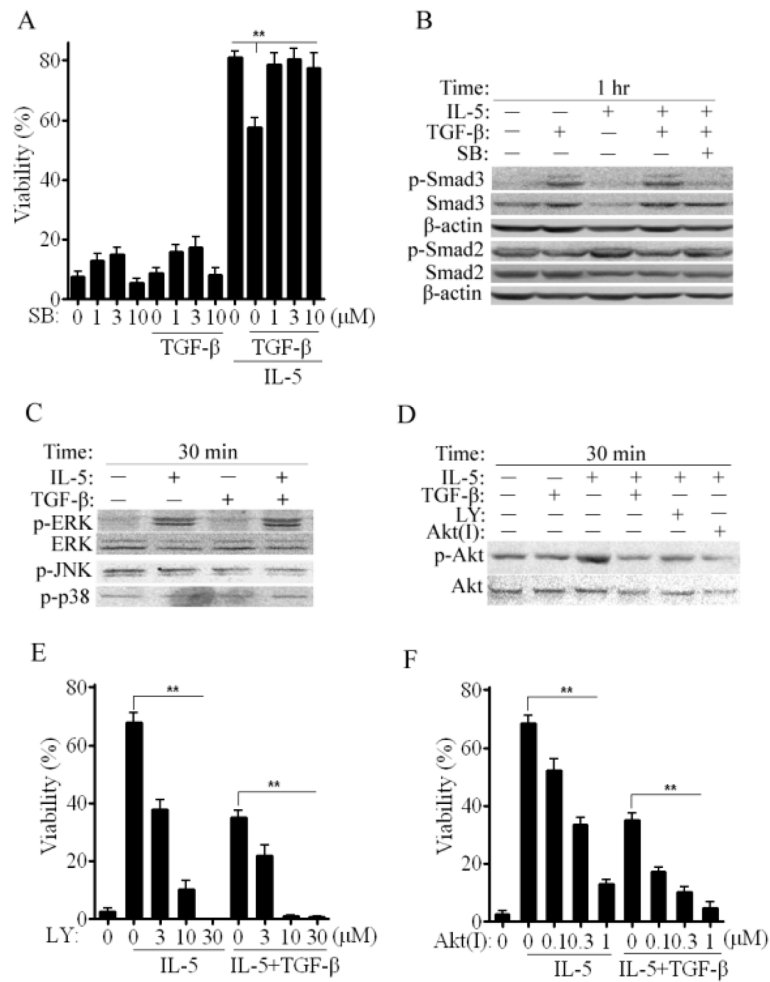 A
**
80
60
40
20
0
Viability (%)
SB: 0 1 3 10 0 1 3 10 0 0 1 3 10 (μM)
TGF-β TGF-β
IL-5
B
Time: 1 hr
IL-5: — — + + +
TGF-β: — + — + +
SB: — — — — +
p-Smad3
Smad3
β-actin
p-Smad2
Smad2
β-actin
C
Time: 30 min
IL-5: — + — +
TGF-β: — — + +
p-ERK
ERK
p-JNK
p-p38
D
Time: 30 min
IL-5: — — + + + +
TGF-β: — + — + — —
LY: — — — — + —
Akt(I): — — — — — +
p-Akt
Akt
E
80
60
40
20
0
Viability (%)
**
**
LY: 0 0 3 10 30 0 3 10 30 (μM)
IL-5 IL-5+TGF-β
F
80
60
40
20
0
Viability (%)
**
**
Akt(I): 0 0 0.1 0.3 1 0 0.1 0.3 1 (μM)
IL-5 IL-5+TGF-β